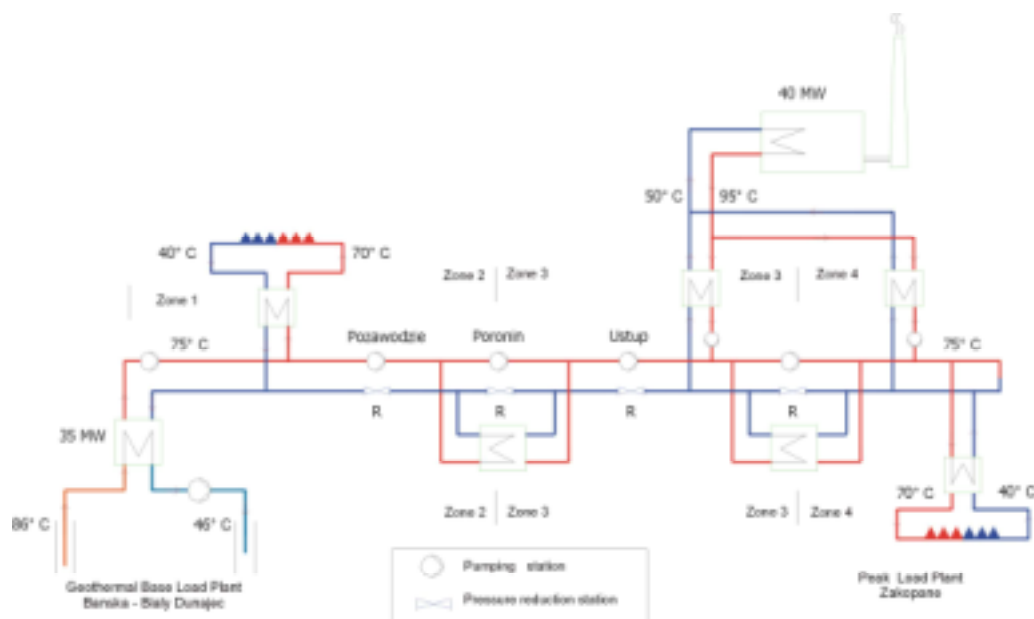 40 MW
50° C
95° C
40° C
70° C
Zone 2
Zone 3
Zone 3
Zone 4
Zone 1
75° C
Pozawodzie
Poronin
Ustup
75° C
R
R
R
R
35 MW
86° C
46° C
Zone 2
Zone 3
Zone 3
Zone 4
70° C
40° C
Geothermal Base Load Plant
Banska - Bialy Dunajec
Pumping station
Pressure reduction station
Peak Load Plant
Zakopane